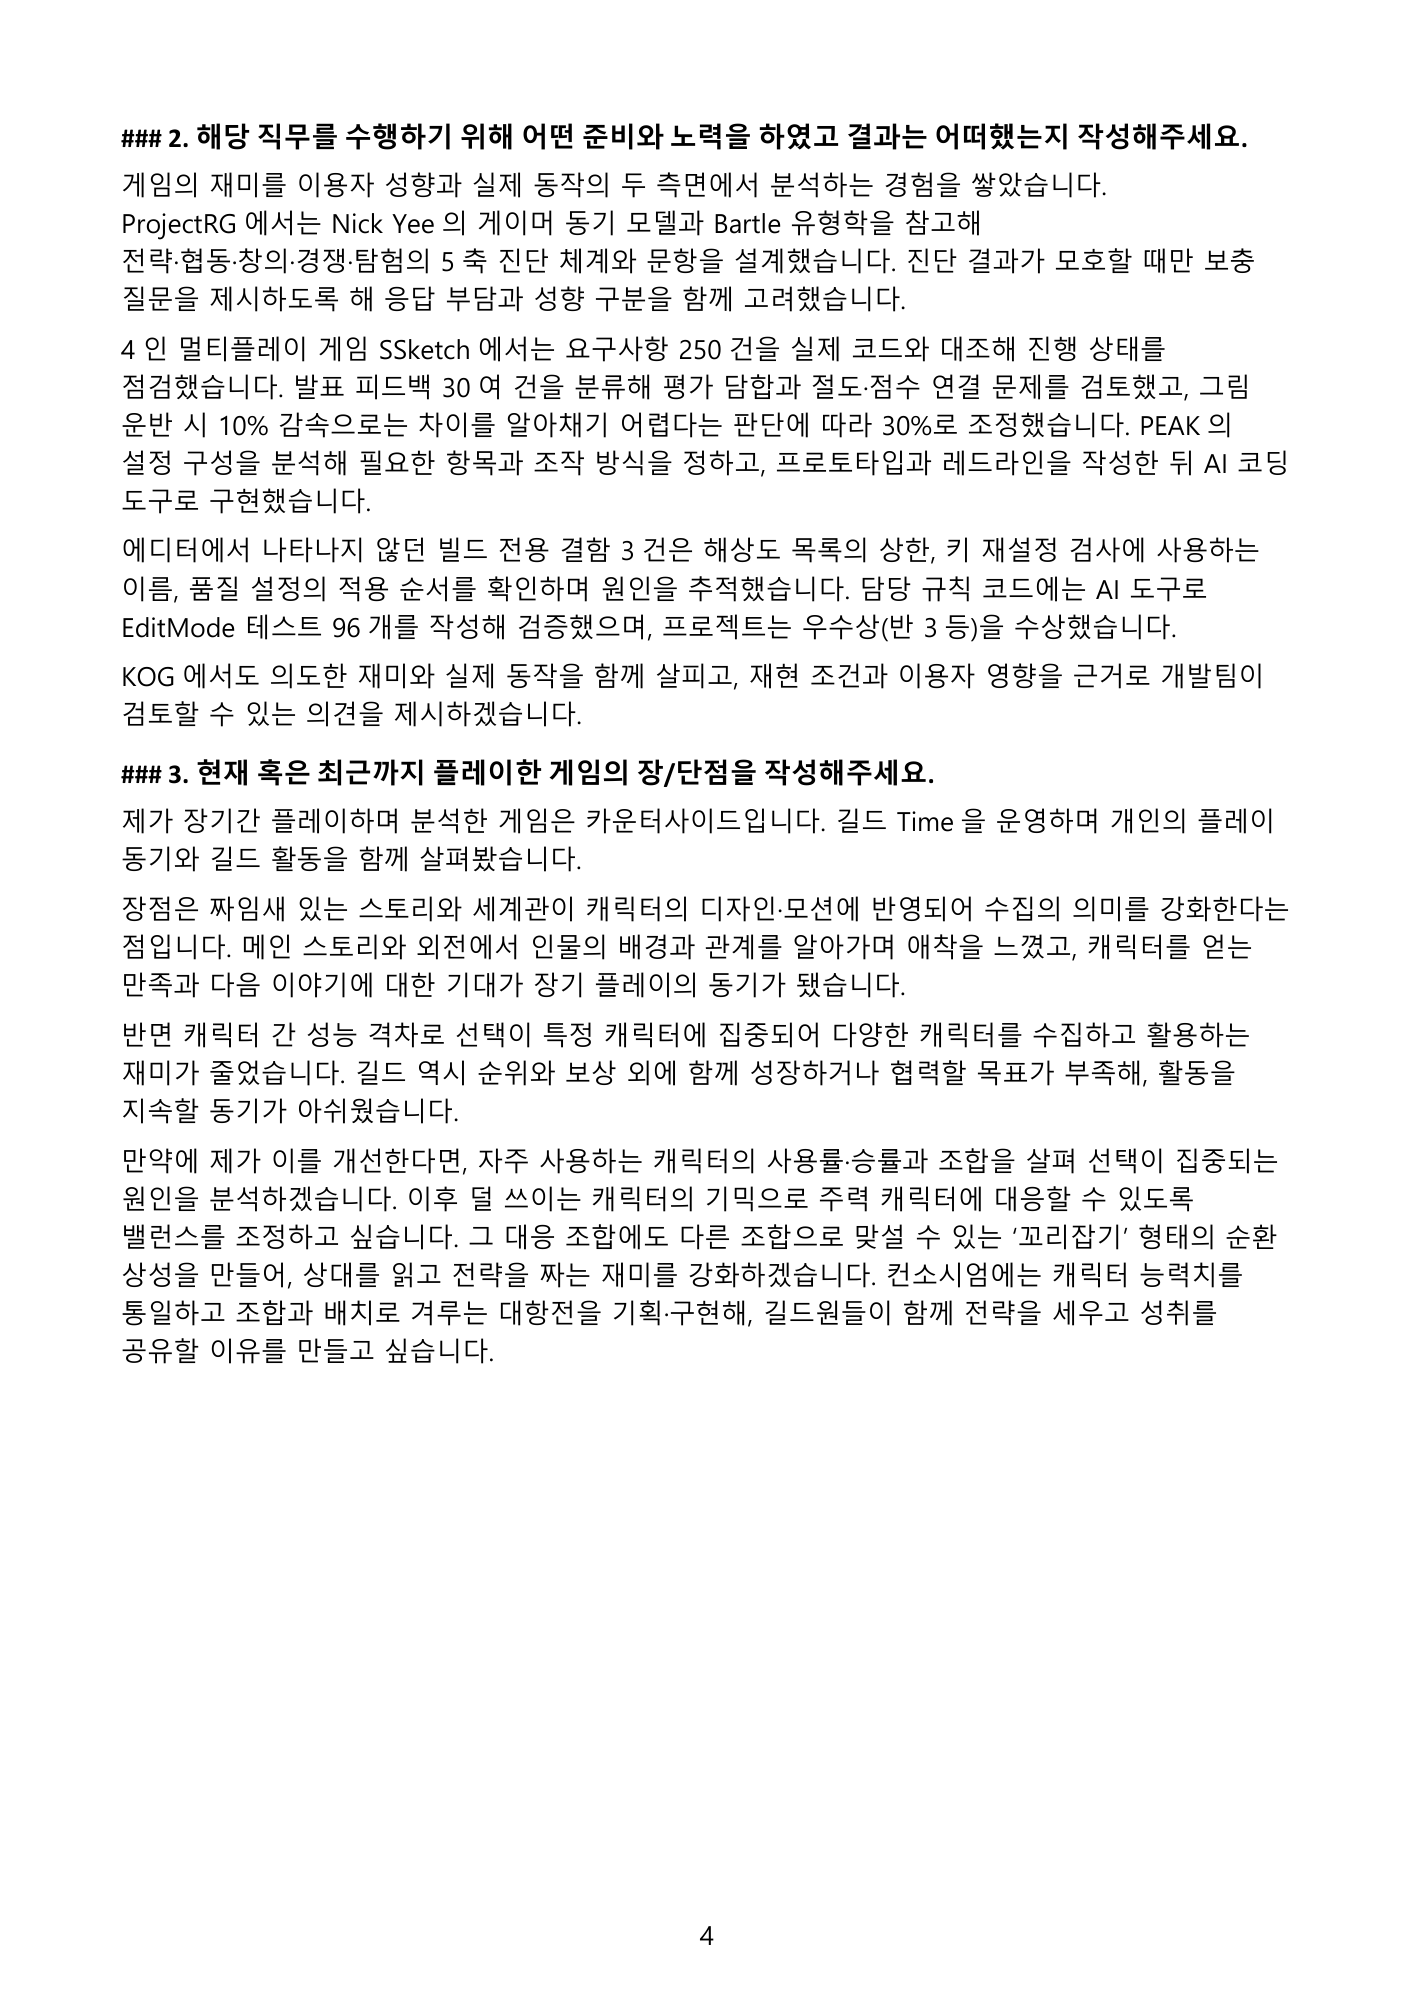 ### 2. 해당 직무를 수행하기 위해 어떤 준비와 노력을 하였고 결과는 어떠했는지 작성해주세요.
게임의 재미를 이용자 성향과 실제 동작의 두 측면에서 분석하는 경험을 쌓았습니다.
ProjectRG 에서는 Nick Yee 의 게이머 동기 모델과 Bartle 유형학을 참고해
전략·협동·창의·경쟁·탐험의 5 축 진단 체계와 문항을 설계했습니다. 진단 결과가 모호할 때만 보충
질문을 제시하도록 해 응답 부담과 성향 구분을 함께 고려했습니다.
4 인 멀티플레이 게임 SSketch 에서는 요구사항 250 건을 실제 코드와 대조해 진행 상태를
점검했습니다. 발표 피드백 30 여 건을 분류해 평가 담합과 절도·점수 연결 문제를 검토했고, 그림
운반 시 10% 감속으로는 차이를 알아채기 어렵다는 판단에 따라 30%로 조정했습니다. PEAK 의
설정 구성을 분석해 필요한 항목과 조작 방식을 정하고, 프로토타입과 레드라인을 작성한 뒤 AI 코딩
도구로 구현했습니다.
에디터에서 나타나지 않던 빌드 전용 결함 3 건은 해상도 목록의 상한, 키 재설정 검사에 사용하는
이름, 품질 설정의 적용 순서를 확인하며 원인을 추적했습니다. 담당 규칙 코드에는 AI 도구로
EditMode 테스트 96 개를 작성해 검증했으며, 프로젝트는 우수상(반 3 등)을 수상했습니다.
KOG 에서도 의도한 재미와 실제 동작을 함께 살피고, 재현 조건과 이용자 영향을 근거로 개발팀이
검토할 수 있는 의견을 제시하겠습니다.
### 3. 현재 혹은 최근까지 플레이한 게임의 장/단점을 작성해주세요.
제가 장기간 플레이하며 분석한 게임은 카운터사이드입니다. 길드 Time 을 운영하며 개인의 플레이
동기와 길드 활동을 함께 살펴봤습니다.
장점은 짜임새 있는 스토리와 세계관이 캐릭터의 디자인·모션에 반영되어 수집의 의미를 강화한다는
점입니다. 메인 스토리와 외전에서 인물의 배경과 관계를 알아가며 애착을 느꼈고, 캐릭터를 얻는
만족과 다음 이야기에 대한 기대가 장기 플레이의 동기가 됐습니다.
반면 캐릭터 간 성능 격차로 선택이 특정 캐릭터에 집중되어 다양한 캐릭터를 수집하고 활용하는
재미가 줄었습니다. 길드 역시 순위와 보상 외에 함께 성장하거나 협력할 목표가 부족해, 활동을
지속할 동기가 아쉬웠습니다.
만약에 제가 이를 개선한다면, 자주 사용하는 캐릭터의 사용률·승률과 조합을 살펴 선택이 집중되는
원인을 분석하겠습니다. 이후 덜 쓰이는 캐릭터의 기믹으로 주력 캐릭터에 대응할 수 있도록
밸런스를 조정하고 싶습니다. 그 대응 조합에도 다른 조합으로 맞설 수 있는 ‘꼬리잡기’ 형태의 순환
상성을 만들어, 상대를 읽고 전략을 짜는 재미를 강화하겠습니다. 컨소시엄에는 캐릭터 능력치를
통일하고 조합과 배치로 겨루는 대항전을 기획·구현해, 길드원들이 함께 전략을 세우고 성취를
공유할 이유를 만들고 싶습니다.
4